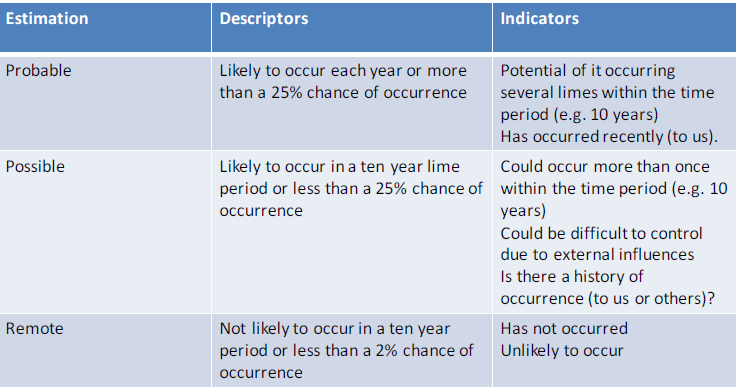 Estimation
Descriptors
Indicators
Probable
Likely to occur each year or more
than a 25% chance of occurrence
Potential of it occurring
several limes within the time
period (e.g. 10 years)
Has occurred recently (to us).
Possible
Likely to occur in a ten year lime
period or less than a 25% chance of
occurrence
Could occur more than once
within the time period (e.g. 10
years)
Could be difficult to control
due to external influences
Is there a history of
occurrence (to us or others)?
Remote
Not likely to occur in a ten year
period or less than a 2% chance of
occurrence
Has not occurred
Unlikely to occur